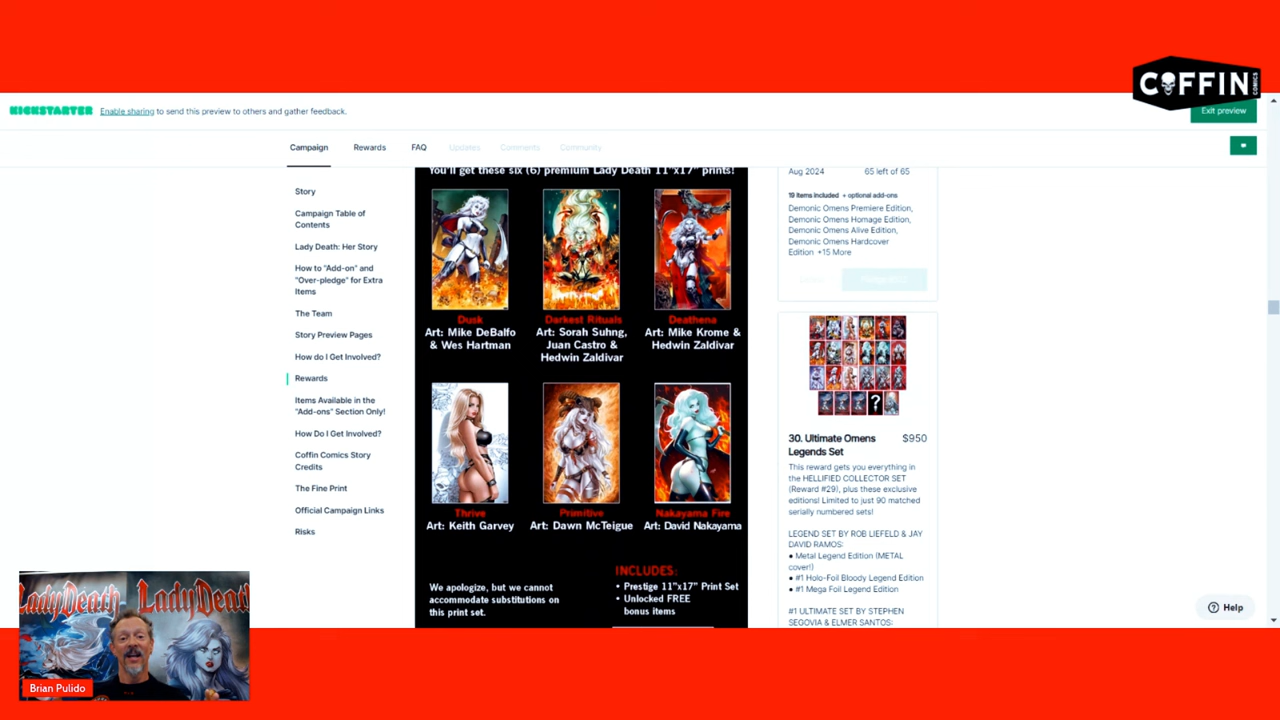 COFFIN
COMICS
KICKSTARTER
Enable sharing to send this preview to others and gather feedback.
Exit preview
Campaign
Rewards
FAQ
Updates
Comments
Community
Story
Campaign Table of
Contents
Lady Death: Her Story
How to "Add-on" and
"Over-pledge" for Extra
Items
The Team
Story Preview Pages
How do I Get Involved?
Rewards
Items Available in the
"Add-ons" Section Only!
How Do I Get Involved?
Coffin Comics Story
Credits
The Fine Print
Official Campaign Links
Risks
You'll get these six (6) premium Lady Death 11"x17" prints!
Dusk
Art: Mike DeBalfo
& Wes Hartman
Darkest Rituals
Art: Sorah Suhng,
Juan Castro &
Hedwin Zaldivar
Deathena
Art: Mike Krome &
Hedwin Zaldivar
Thrive
Art: Keith Garvey
Primitive
Art: Dawn McTeigue
Nakayama Fire
Art: David Nakayama
We apologize, but we cannot
accommodate substitutions on
this print set.
INCLUDES:
• Prestige 11"x17" Print Set
• Unlocked FREE
bonus items
Aug 2024 65 left of 65
19 items included + optional add-ons
Demonic Omens Premiere Edition,
Demonic Omens Homage Edition,
Demonic Omens Alive Edition,
Demonic Omens Hardcover
Edition +15 More
?
30. Ultimate Omens $950
Legends Set
This reward gets you everything in
the HELLIFIED COLLECTOR SET
(Reward #29), plus these exclusive
editions! Limited to just 90 matched
serially numbered sets!
LEGEND SET BY ROB LIEFELD & JAY
DAVID RAMOS:
● Metal Legend Edition (METAL
cover!)
● #1 Holo-Foil Bloody Legend Edition
● #1 Mega Foil Legend Edition
#1 ULTIMATE SET BY STEPHEN
SEGOVIA & ELMER SANTOS:
Help
LadyDeath
LadyDeat
Brian Pulido